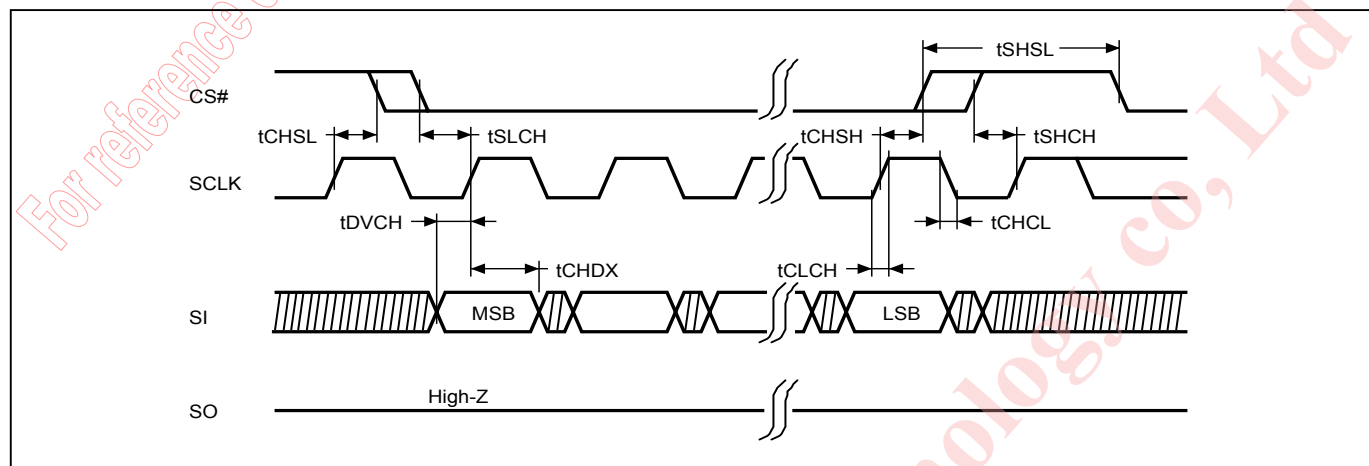 tSHSL
CS#
tCHSL
tSLCH
tCHSH
tSHCH
SCLK
tDVCH
tCHCL
tCHDX
tCLCH
SI
MSB
LSB
High-Z
SO
For reference
co, Ltd